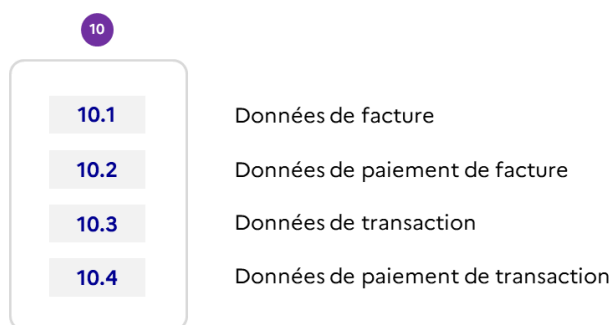 10
10.1 Données de facture
10.2 Données de paiement de facture
10.3 Données de transaction
10.4 Données de paiement de transaction